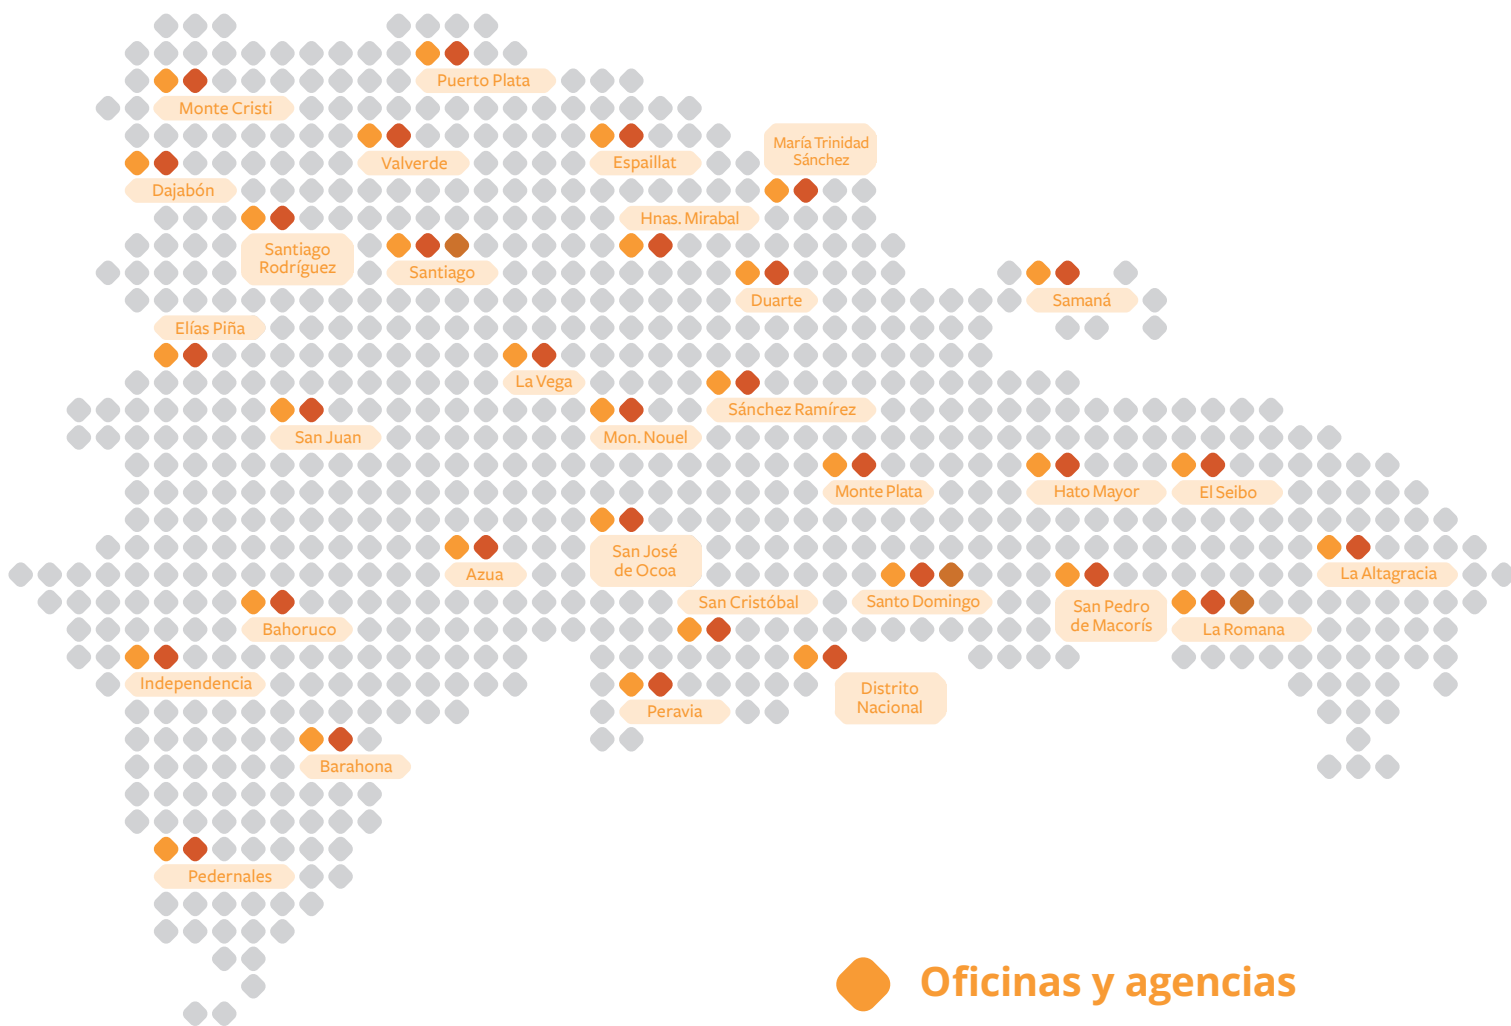 Puerto Plata
Monte Cristi
María Trinidad
Sánchez
Valverde
Espaillat
Dajabón
Hnas. Mirabal
Santiago
Rodríguez
Santiago
Duarte
Samaná
Elías Piña
La Vega
Sánchez Ramírez
San Juan
Mon. Nouel
Monte Plata
Hato Mayor
El Seibo
San José
de Ocoa
Azua
La Altagracia
San Cristóbal
Santo Domingo
San Pedro
de Macorís
Bahoruco
La Romana
Independencia
Distrito
Nacional
Peravia
Barahona
Pedernales
Oficinas y agencias